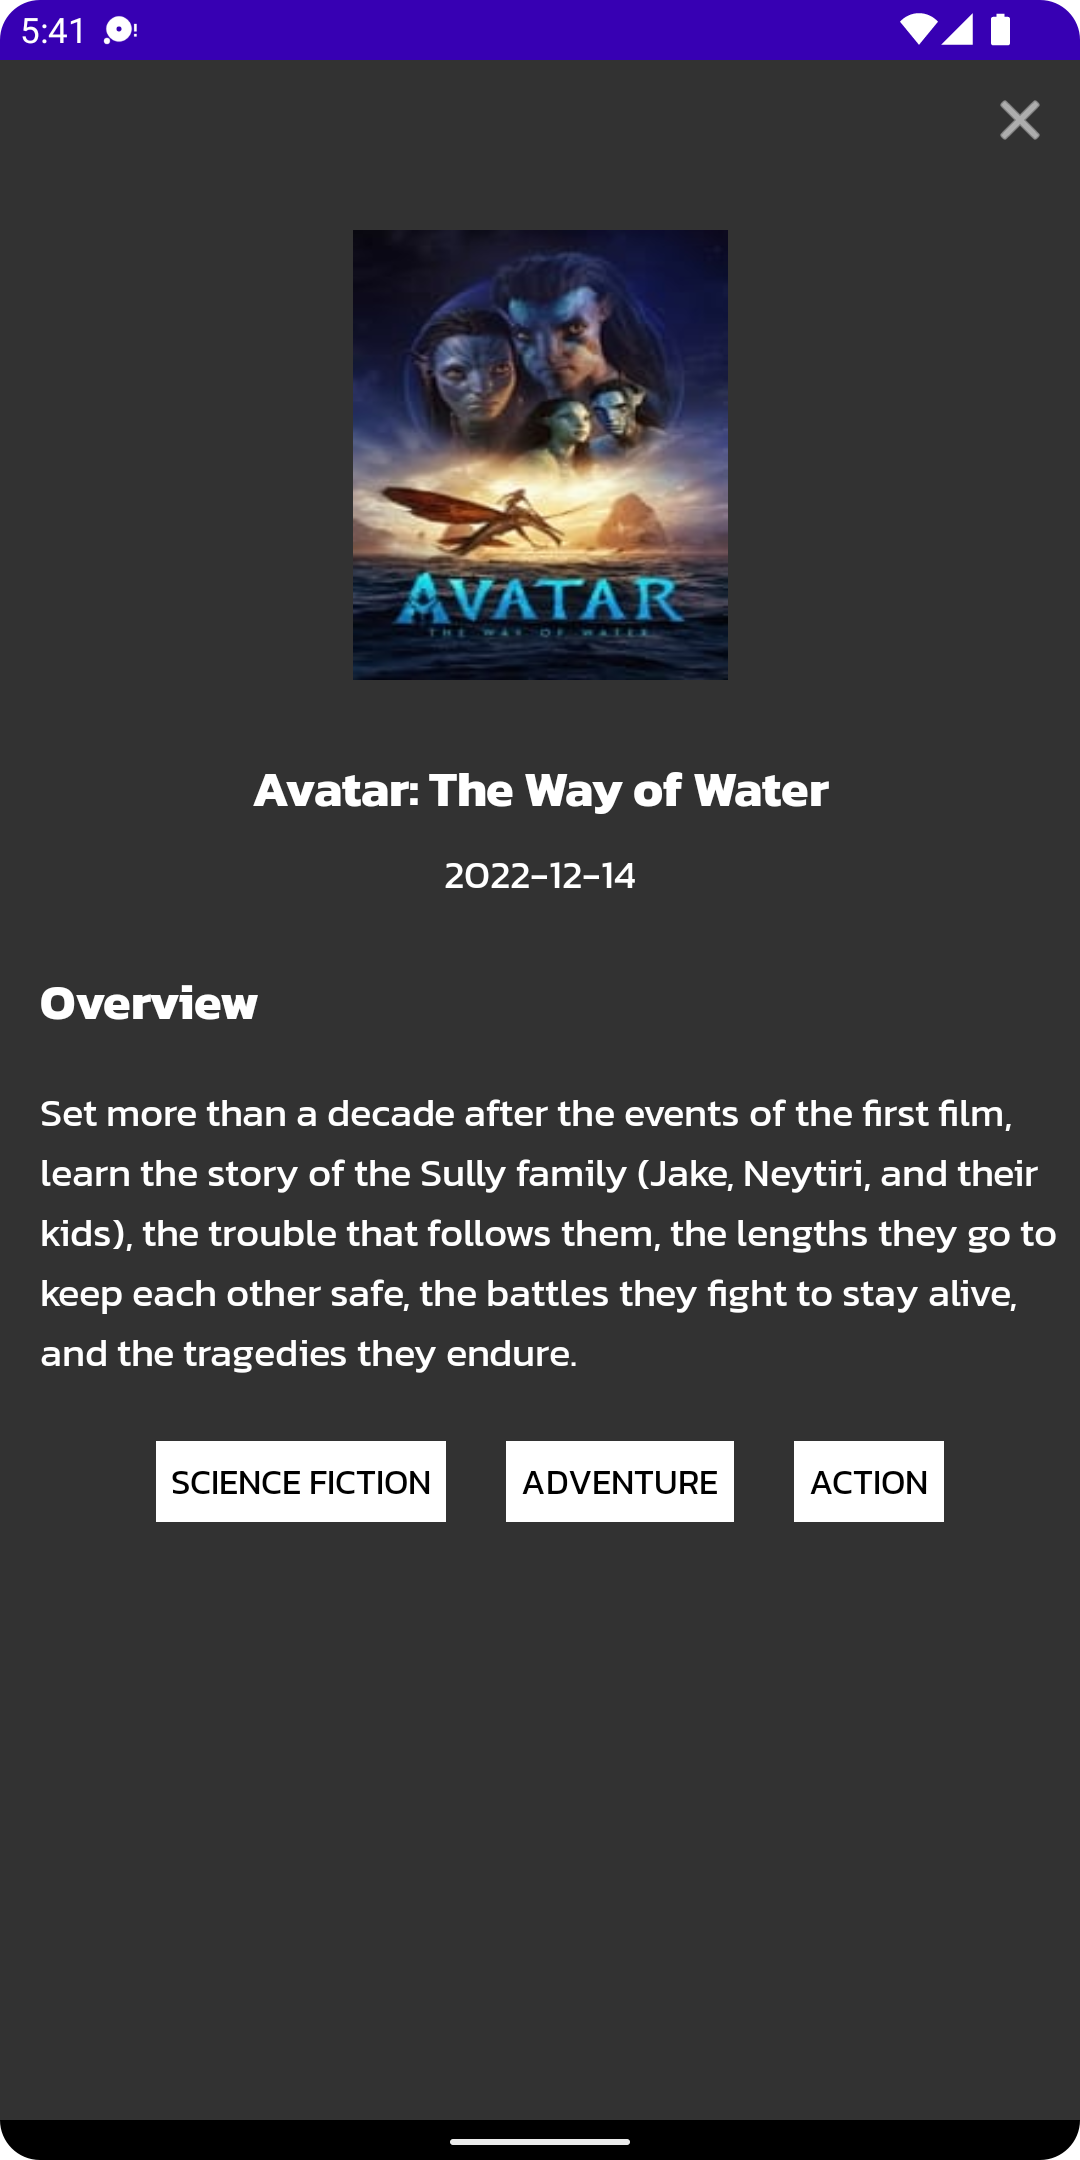 5:41
AVATAR
THE WAY OF WATER
Avatar: The Way of Water
2022-12-14
Overview
Set more than a decade after the events of the first film,
learn the story of the Sully family (Jake, Neytiri, and their
kids), the trouble that follows them, the lengths they go to
keep each other safe, the battles they fight to stay alive,
and the tragedies they endure.
SCIENCE FICTION ADVENTURE ACTION